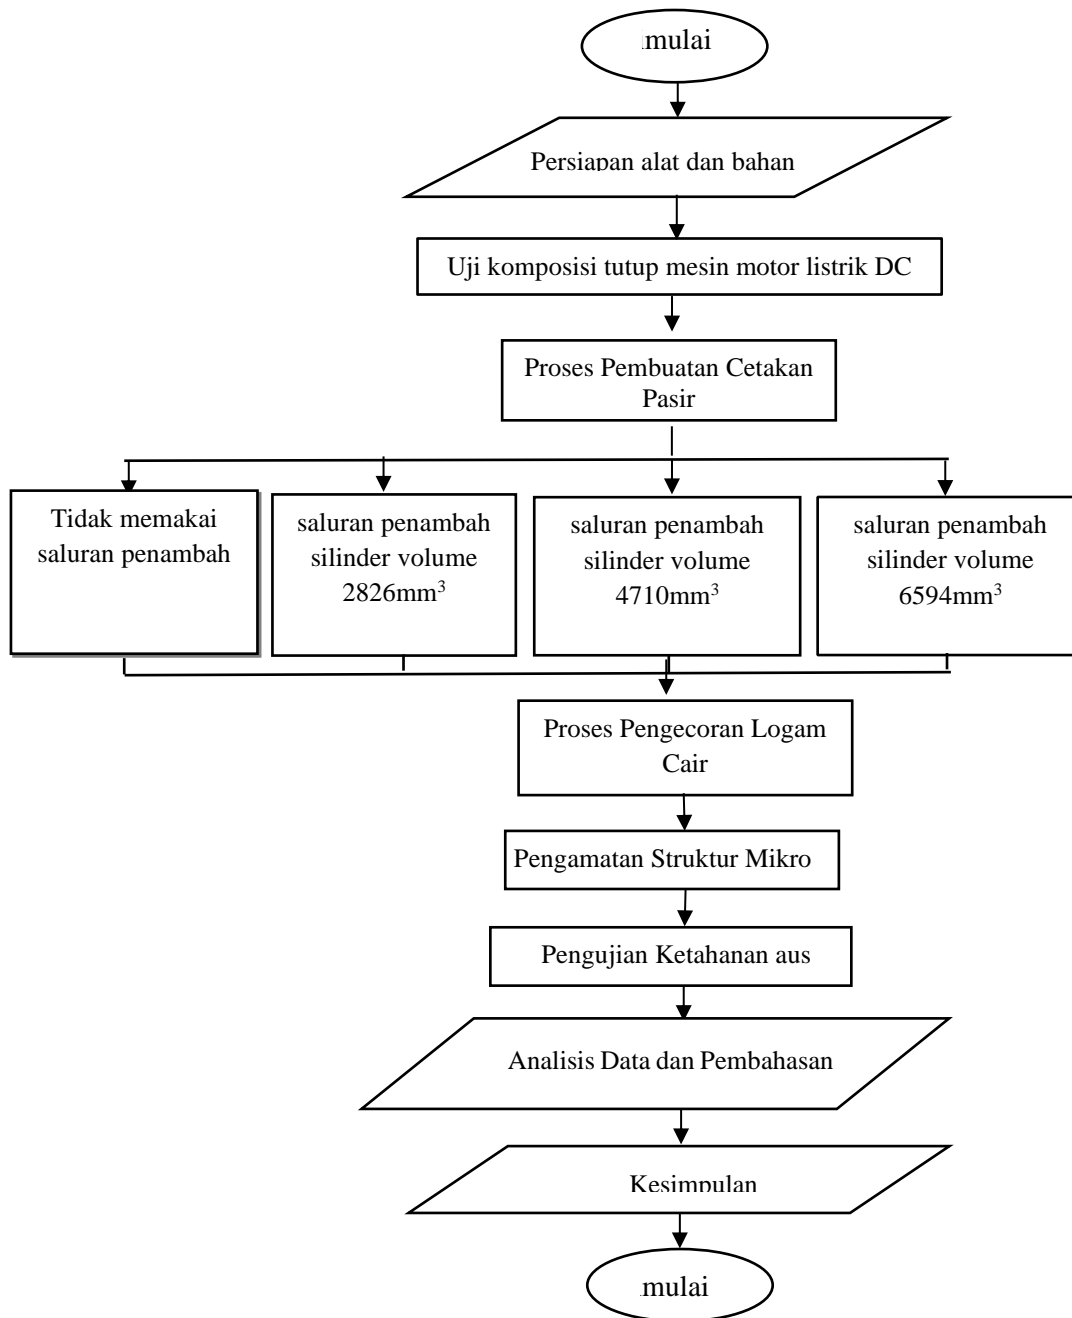 mulai
Persiapan alat dan bahan
Uji komposisi tutup mesin motor listrik DC
Proses Pembuatan Cetakan
Pasir
Tidak memakai
saluran penambah
saluran penambah
silinder volume
2826mm³
saluran penambah
silinder volume
4710mm³
saluran penambah
silinder volume
6594mm³
Proses Pengecoran Logam
Cair
Pengamatan Struktur Mikro
Pengujian Ketahanan aus
Analisis Data dan Pembahasan
Kesimpulan
mulai